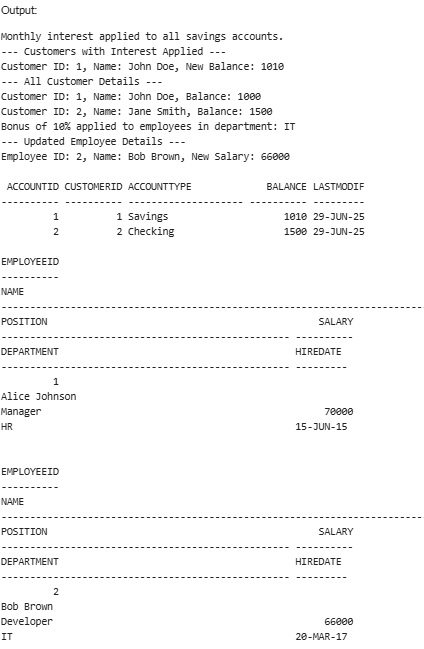 Output:
Monthly interest applied to all savings accounts.
--- Customers with Interest Applied ---
Customer ID: 1, Name: John Doe, New Balance: 1010
--- All Customer Details ---
Customer ID: 1, Name: John Doe, Balance: 1000
Customer ID: 2, Name: Jane Smith, Balance: 1500
Bonus of 10% applied to employees in department: IT
--- Updated Employee Details ---
Employee ID: 2, Name: Bob Brown, New Salary: 66000
ACCOUNTID CUSTOMERID ACCOUNTTYPE BALANCE LASTMODIF
---------- ---------- -------------------- ---------- ---------
1 1 Savings 1010 29-JUN-25
2 2 Checking 1500 29-JUN-25
EMPLOYEEID
----------
NAME
--------------------------------------------------------------------------------
POSITION SALARY
-------------------------------------------------- ----------
DEPARTMENT HIREDATE
-------------------------------------------------- ---------
1
Alice Johnson
Manager 70000
HR 15-JUN-15
EMPLOYEEID
----------
NAME
--------------------------------------------------------------------------------
POSITION SALARY
-------------------------------------------------- ----------
DEPARTMENT HIREDATE
-------------------------------------------------- ---------
2
Bob Brown
Developer 66000
IT 20-MAR-17